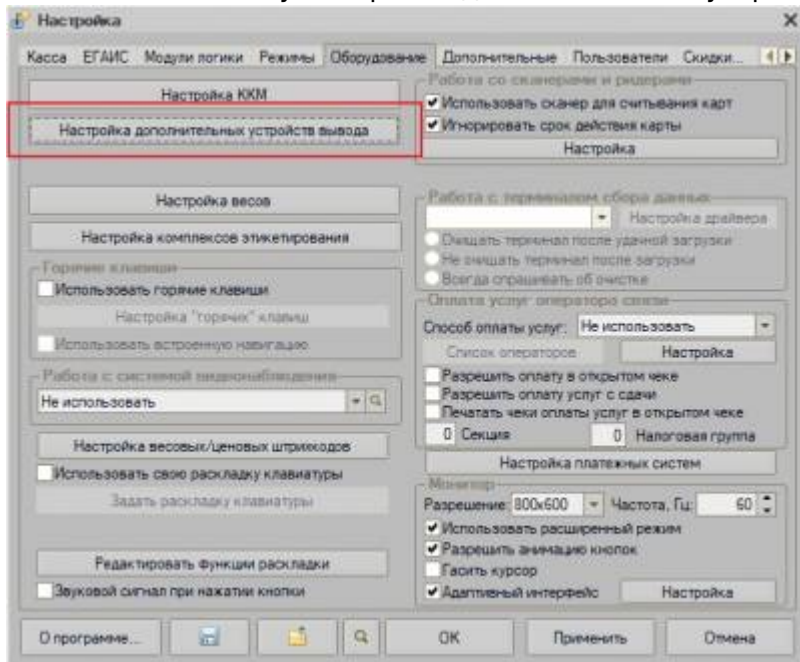 Настройка
Касса ЕГАИС Модули логики Режимы Оборудование Дополнительные Пользователи Скидки...
Настройка ККМ
Настройка дополнительных устройств вывода
Настройка весов
Настройка комплексов этикетирования
Горячие клавиши
Использовать горячие клавиши
Настройка "горячих" клавиш
Использовать встроенную навигацию
Работа с системой видеонаблюдения
Не использовать
Настройка весовых/ценовых штрихкодов
Использовать свою раскладку клавиатуры
Задать раскладку клавиатуры
Редактировать функции раскладки
Звуковой сигнал при нажатии кнопки
Работа со сканерами и ридерами
Использовать сканер для считывания карт
Игнорировать срок действия карты
Настройка
Работа с терминалом сбора данных
Настройка драйвера
Очищать терминал после удачной загрузки
Не очищать терминал после загрузки
Всегда спрашивать об очистке
Оплата услуг оператора связи
Способ оплаты услуг: Не использовать
Список операторов Настройка
Разрешить оплату в открытом чеке
Разрешить оплату услуг с сдачи
Печатать чеки оплаты услуг в открытом чеке
0 Секция 0 Налоговая группа
Настройка платежных систем
Монитор
Разрешение: 800x600 Частота, Гц: 60
Использовать расширенный режим
Разрешить анимацию кнопок
Гасить курсор
Адаптивный интерфейс Настройка
О программе... OK Применить Отмена